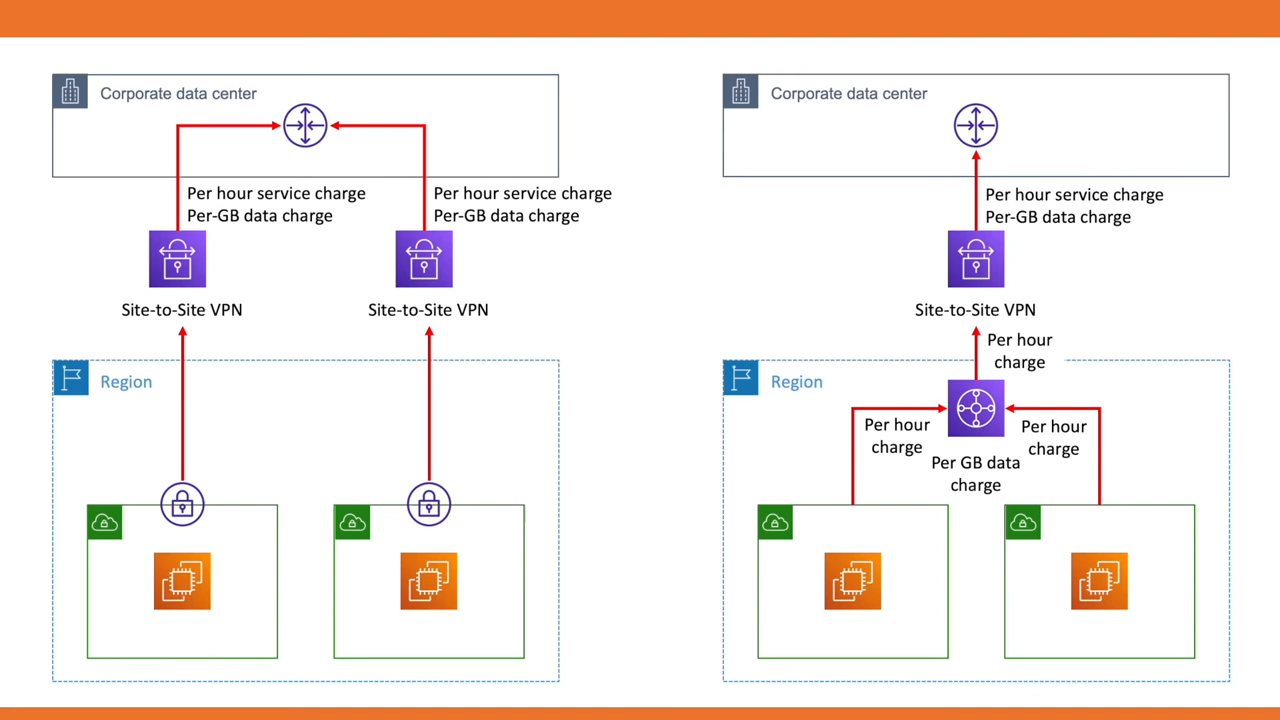 Corporate data center
Per hour service charge
Per-GB data charge
Per hour service charge
Per-GB data charge
Site-to-Site VPN
Site-to-Site VPN
Region
Corporate data center
Per hour service charge
Per-GB data charge
Site-to-Site VPN
Per hour
charge
Region
Per hour
charge
Per hour
charge
Per GB data
charge